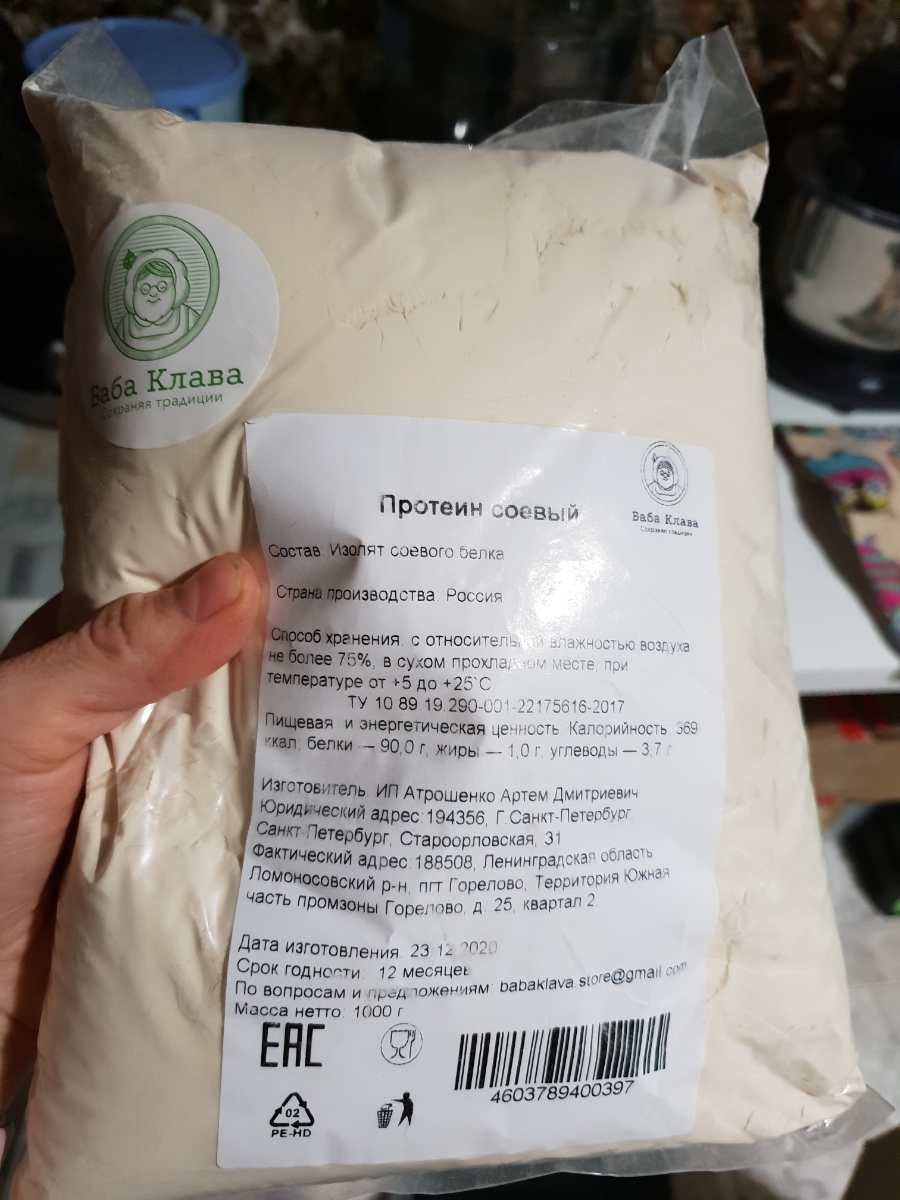 Баба Клава
Сохраняя традиции
Баба Клава
Сохраняя традиции
Протеин соевый
Состав: Изолят соевого белка
Страна производства: Россия
Способ хранения: с относительной влажностью воздуха
не более 75%, в сухом прохладном месте, при
температуре от +5 до +25°С
ТУ 10.89.19.290-001-22175616-2017
Пищевая и энергетическая ценность: Калорийность: 369
ккал, белки — 90,0 г, жиры — 1,0 г, углеводы — 3,7 г
Изготовитель: ИП Атрошенко Артем Дмитриевич
Юридический адрес:194356, Г.Санкт-Петербург,
Санкт-Петербург, Староорловская, 31
Фактический адрес:188508, Ленинградская область
Ломоносовский р-н, пгт Горелово, Территория Южная
часть промзоны Горелово, д. 25, квартал 2
Дата изготовления: 23.12.2020
Срок годности: 12 месяцев
По вопросам и предложениям: babaklava.store@gmail.com
Масса нетто: 1000 г
ЕАС
02
PE-HD
4603789400397